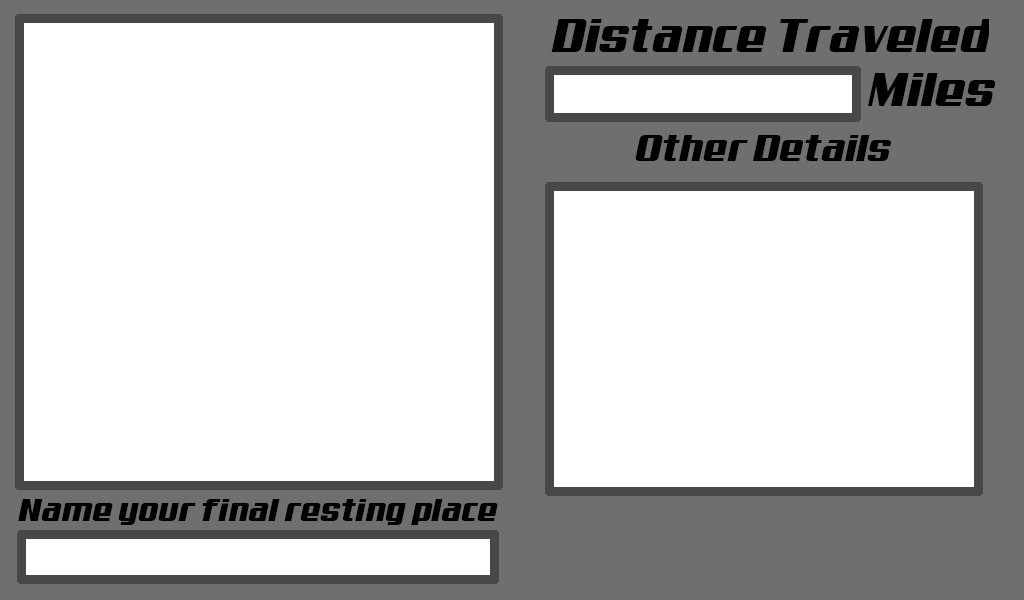 Distance Traveled
Miles
Other Details
Name your final resting place